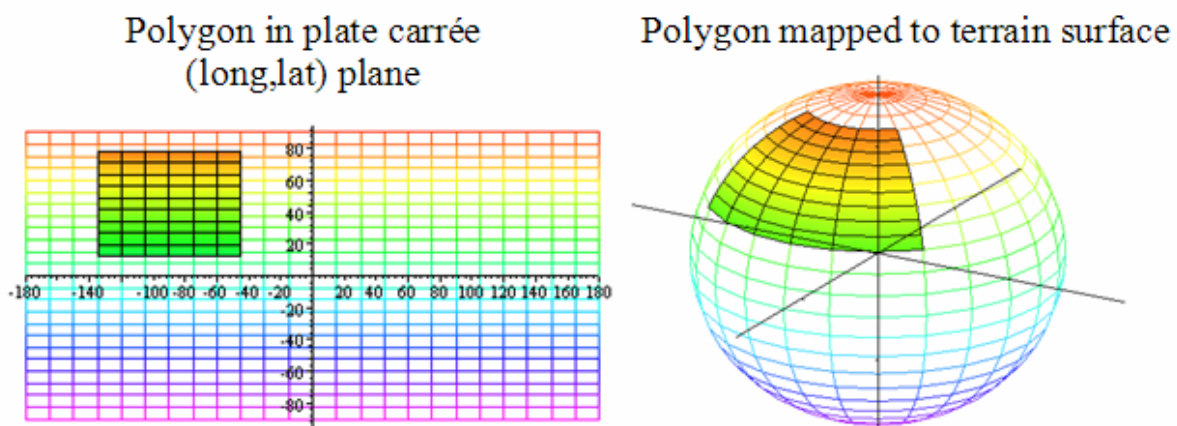 Polygon in plate carrée
(long,lat) plane
Polygon mapped to terrain surface
80
60
40
20
-180 -140 -100 -80 -60 -40 20 40 60 80 100 120 140 160 180
-20
-40
-60
-80